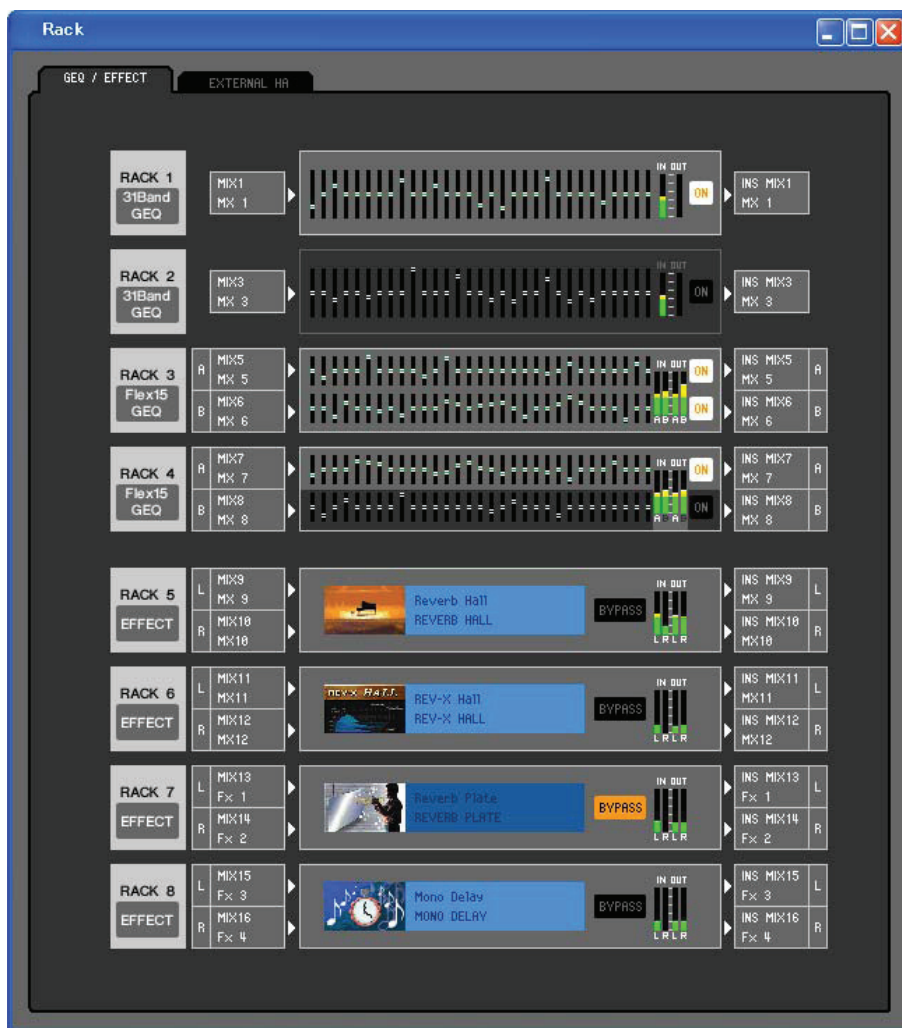 Rack
GEQ / EFFECT
EXTERNAL HA
RACK 1
31Band
GEQ
MIX1
MX 1
IN OUT
ON
INS MIX1
MX 1
RACK 2
31Band
GEQ
MIX3
MX 3
IN OUT
ON
INS MIX3
MX 3
RACK 3
Flex15
GEQ
A
MIX5
MX 5
B
MIX6
MX 6
IN OUT
ON
ON
ABAB
INS MIX5
MX 5
A
INS MIX6
MX 6
B
RACK 4
Flex15
GEQ
A
MIX7
MX 7
B
MIX8
MX 8
IN OUT
ON
ON
A B A B
INS MIX7
MX 7
A
INS MIX8
MX 8
B
RACK 5
EFFECT
L
MIX9
MX 9
R
MIX10
MX10
Reverb Hall
REVERB HALL
BYPASS
IN OUT
LRLR
INS MIX9
MX 9
L
INS MIX10
MX10
R
RACK 6
EFFECT
L
MIX11
MX11
R
MIX12
MX12
REV-X HALL
REV-X Hall
REV-X HALL
BYPASS
IN OUT
LRLR
INS MIX11
MX11
L
INS MIX12
MX12
R
RACK 7
EFFECT
L
MIX13
Fx 1
R
MIX14
Fx 2
Reverb Plate
REVERB PLATE
BYPASS
IN OUT
LRLR
INS MIX13
Fx 1
L
INS MIX14
Fx 2
R
RACK 8
EFFECT
L
MIX15
Fx 3
R
MIX16
Fx 4
Mono Delay
MONO DELAY
BYPASS
IN OUT
LRLR
INS MIX15
Fx 3
L
INS MIX16
Fx 4
R